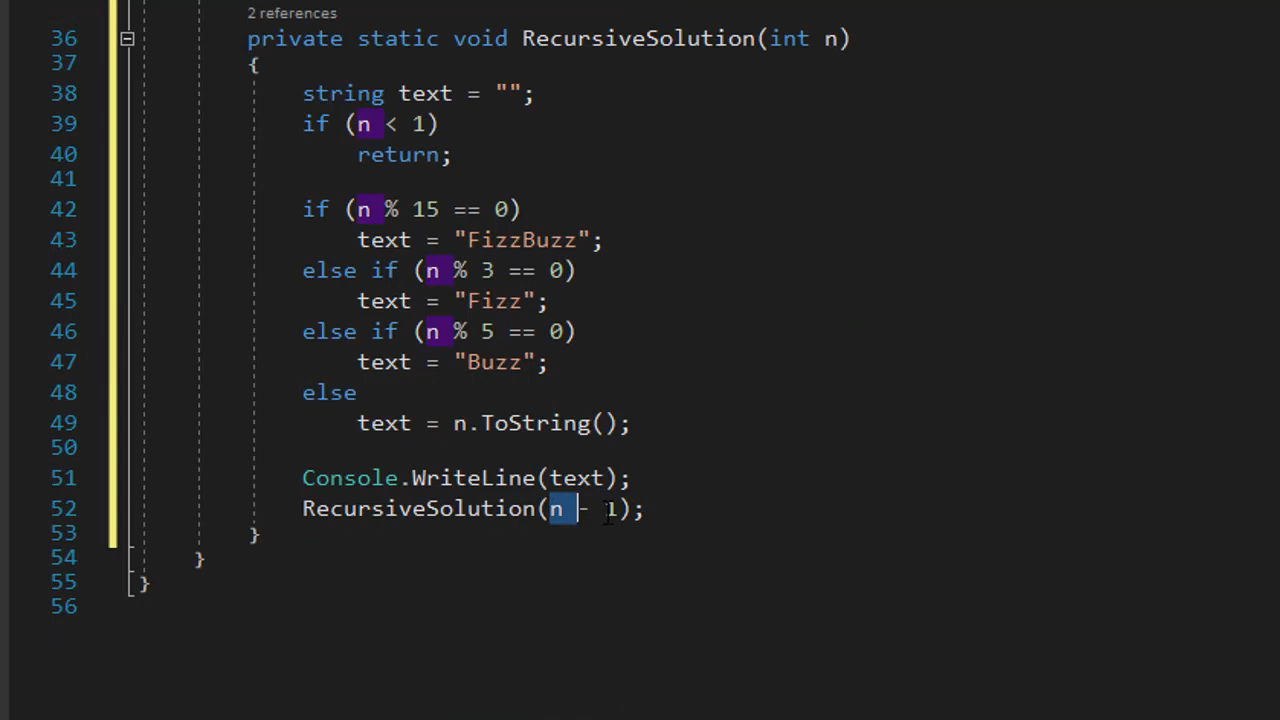 2 references
36 private static void RecursiveSolution(int n)
37 {
38 string text = "";
39 if (n < 1)
40 return;
41
42 if (n % 15 == 0)
43 text = "FizzBuzz";
44 else if (n % 3 == 0)
45 text = "Fizz";
46 else if (n % 5 == 0)
47 text = "Buzz";
48 else
49 text = n.ToString();
50
51 Console.WriteLine(text);
52 RecursiveSolution(n - 1);
53 }
54 }
55 }
56